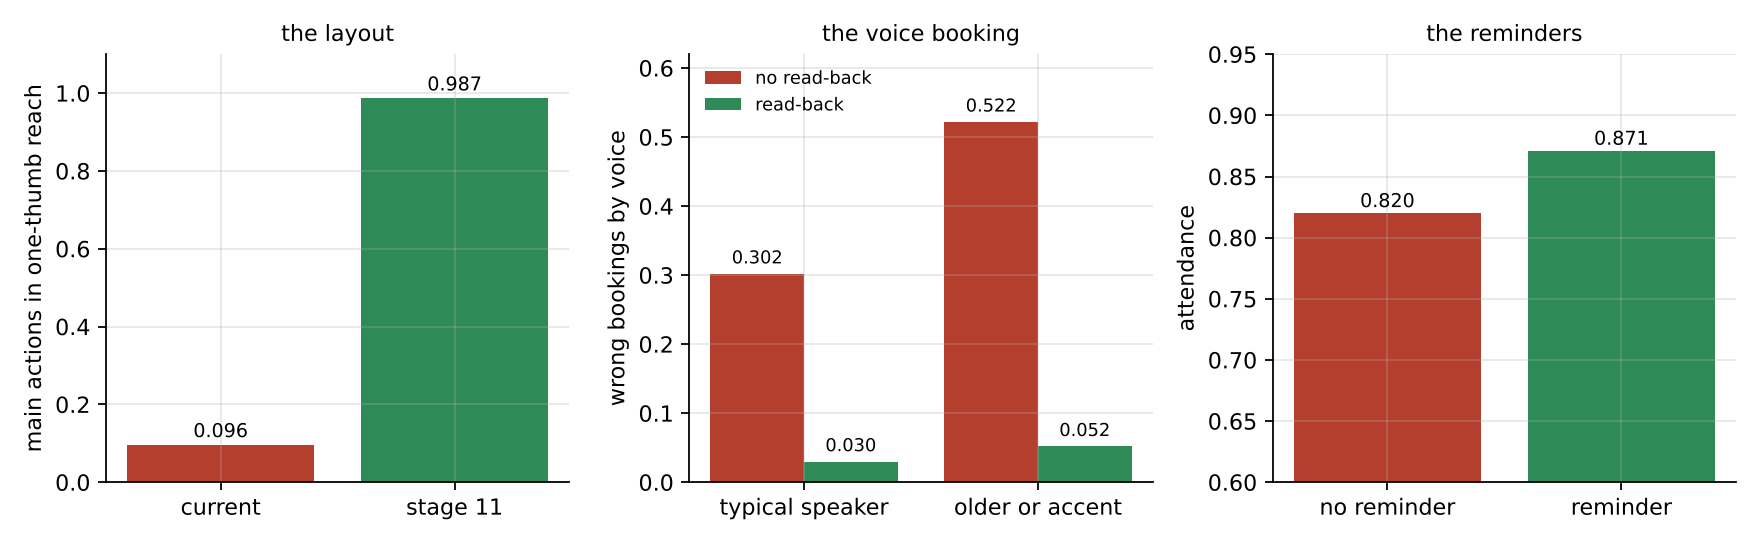 the layout
main actions in one-thumb reach
1.0
0.8
0.6
0.4
0.2
0.0
0.096
0.987
current
stage 11
the voice booking
wrong bookings by voice
0.6
0.5
0.4
0.3
0.2
0.1
0.0
no read-back
read-back
0.302
0.030
0.522
0.052
typical speaker
older or accent
the reminders
attendance
0.95
0.90
0.85
0.80
0.75
0.70
0.65
0.60
0.820
0.871
no reminder
reminder